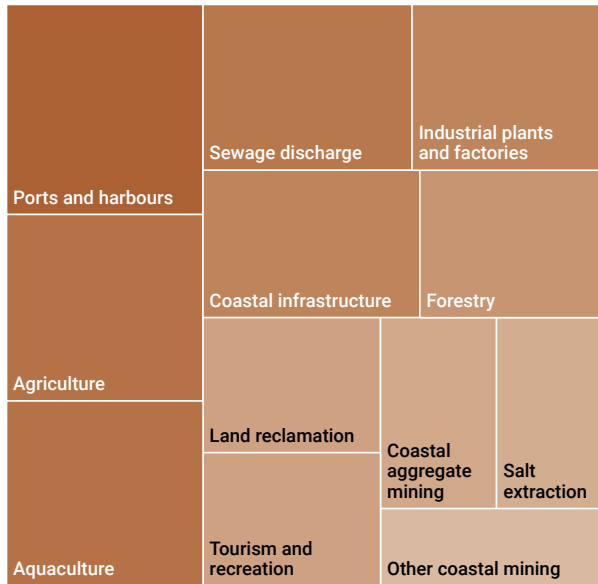 Ports and harbours
Sewage discharge
Industrial plants
and factories
Agriculture
Coastal infrastructure
Forestry
Aquaculture
Land reclamation
Coastal
aggregate
mining
Salt
extraction
Tourism and
recreation
Other coastal mining